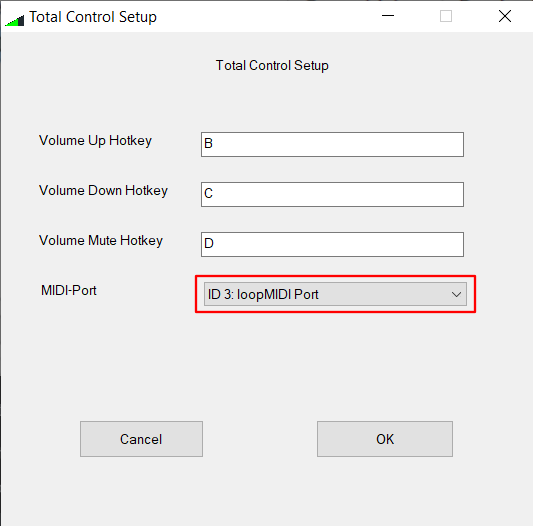 Total Control Setup
Total Control Setup
Volume Up Hotkey B
Volume Down Hotkey C
Volume Mute Hotkey D
MIDI-Port ID 3: loopMIDI Port
Cancel OK